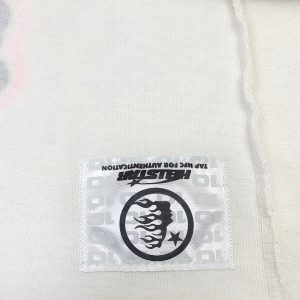 HELLSTAR
TAP NFC FOR AUTHENTICATION